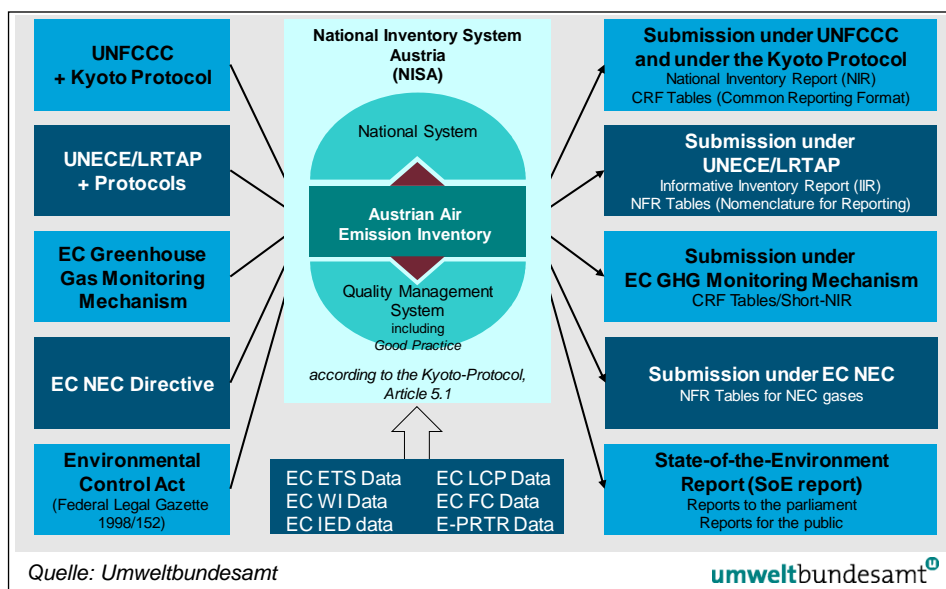 UNFCCC
+ Kyoto Protocol
UNECE/LRTAP
+ Protocols
EC Greenhouse
Gas Monitoring
Mechanism
EC NEC Directive
Environmental
Control Act
(Federal Legal Gazette
1998/152)
National Inventory System
Austria
(NISA)
National System
Austrian Air
Emission Inventory
Quality Management
System
including
Good Practice
according to the Kyoto-Protocol,
Article 5.1
EC ETS Data
EC WI Data
EC IED data
EC LCP Data
EC FC Data
E-PRTR Data
Submission under UNFCCC
and under the Kyoto Protocol
National Inventory Report (NIR)
CRF Tables (Common Reporting Format)
Submission under
UNECE/LRTAP
Informative Inventory Report (IIR)
NFR Tables (Nomenclature for Reporting)
Submission under
EC GHG Monitoring Mechanism
CRF Tables/Short-NIR
Submission under EC NEC
NFR Tables for NEC gases
State-of-the-Environment
Report (SoE report)
Reports to the parliament
Reports for the public
Quelle: Umweltbundesamt
umweltbundesamt u